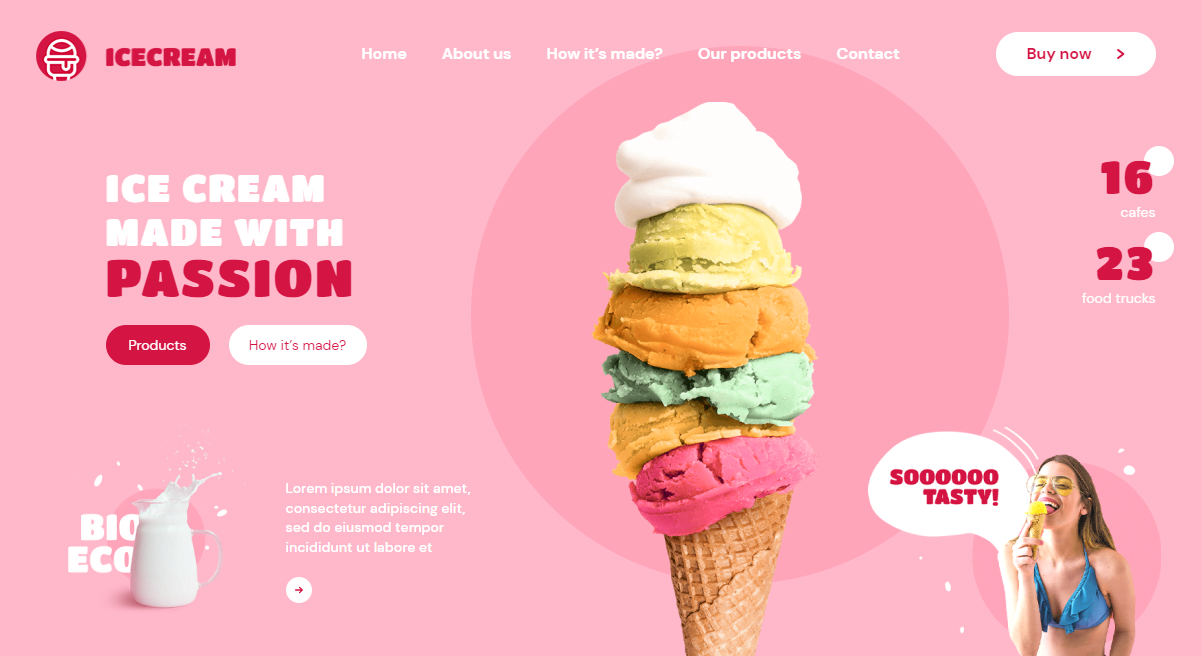 ICECREAM
Home
About us
How it's made?
Our products
Contact
Buy now
ICE CREAM
MADE WITH
PASSION
Products
How it's made?
16
cafes
23
food trucks
BIO
ECO
Lorem ipsum dolor sit amet,
consectetur adipiscing elit,
sed do eiusmod tempor
incididunt ut labore et
SOOOOOO
TASTY!